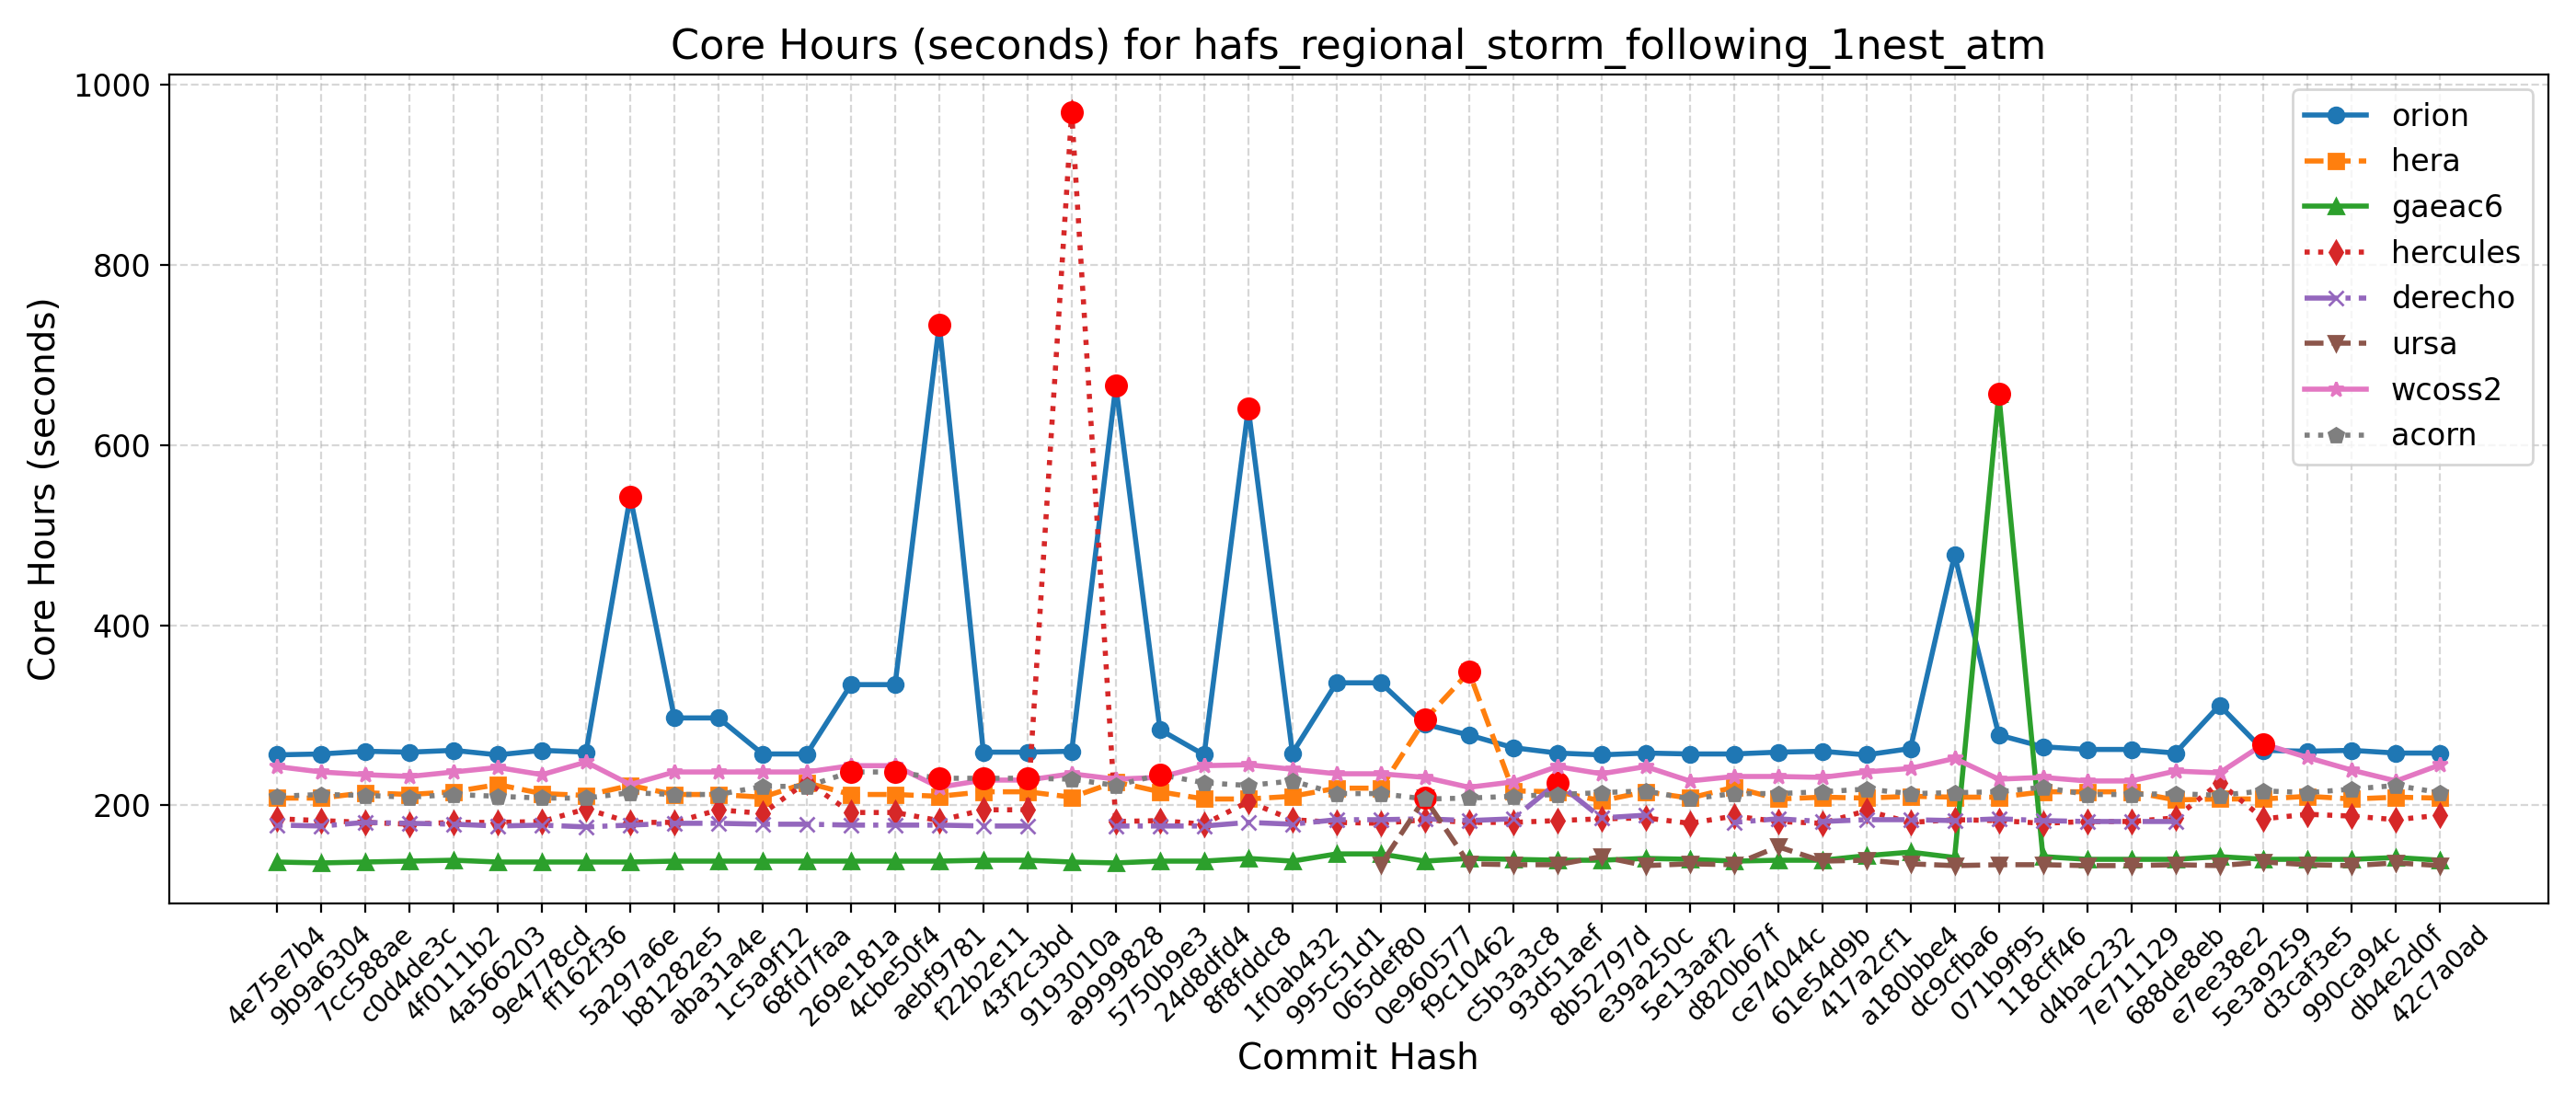 Core Hours (seconds) for hafs_regional_storm_following_1nest_atm
Core Hours (seconds)
1000
800
600
400
200
orion
hera
gaeac6
hercules
derecho
ursa
wcoss2
acorn
4e75e7b4
9b9a6304
7cc588ae
c0d4de3c
4f0111b2
4a566203
9e4778cd
ff162f36
5a297a6e
b81282e5
aba31a4e
1c5a9f12
68fd7faa
269e181a
4cbe50f4
aebf9781
f22b2e11
43f2c3bd
9193010a
a9999828
5750b9e3
24d8dfd4
8f8fddc8
1f0ab432
995c51d1
065def80
0e960577
f9c10462
c5b3a3c8
93d51aef
8b52797d
e39a250c
5e13aaf2
d820b67f
ce74044c
61e54d9b
417a2cf1
a180bbe4
dc9cfba6
071b9f95
118cff46
d4bac232
7e711129
688de8eb
e7ee38e2
5e3a9259
d3caf3e5
990ca94c
db4e2d0f
42c7a0ad
Commit Hash